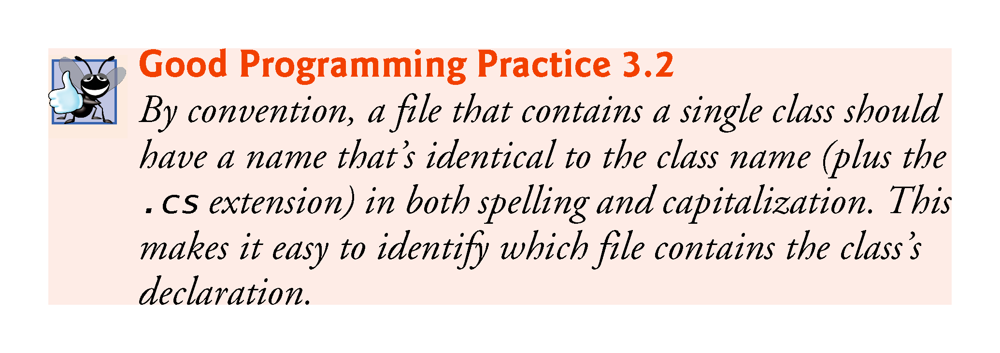 Good Programming Practice 3.2
By convention, a file that contains a single class should
have a name that’s identical to the class name (plus the
.cs extension) in both spelling and capitalization. This
makes it easy to identify which file contains the class’s
declaration.